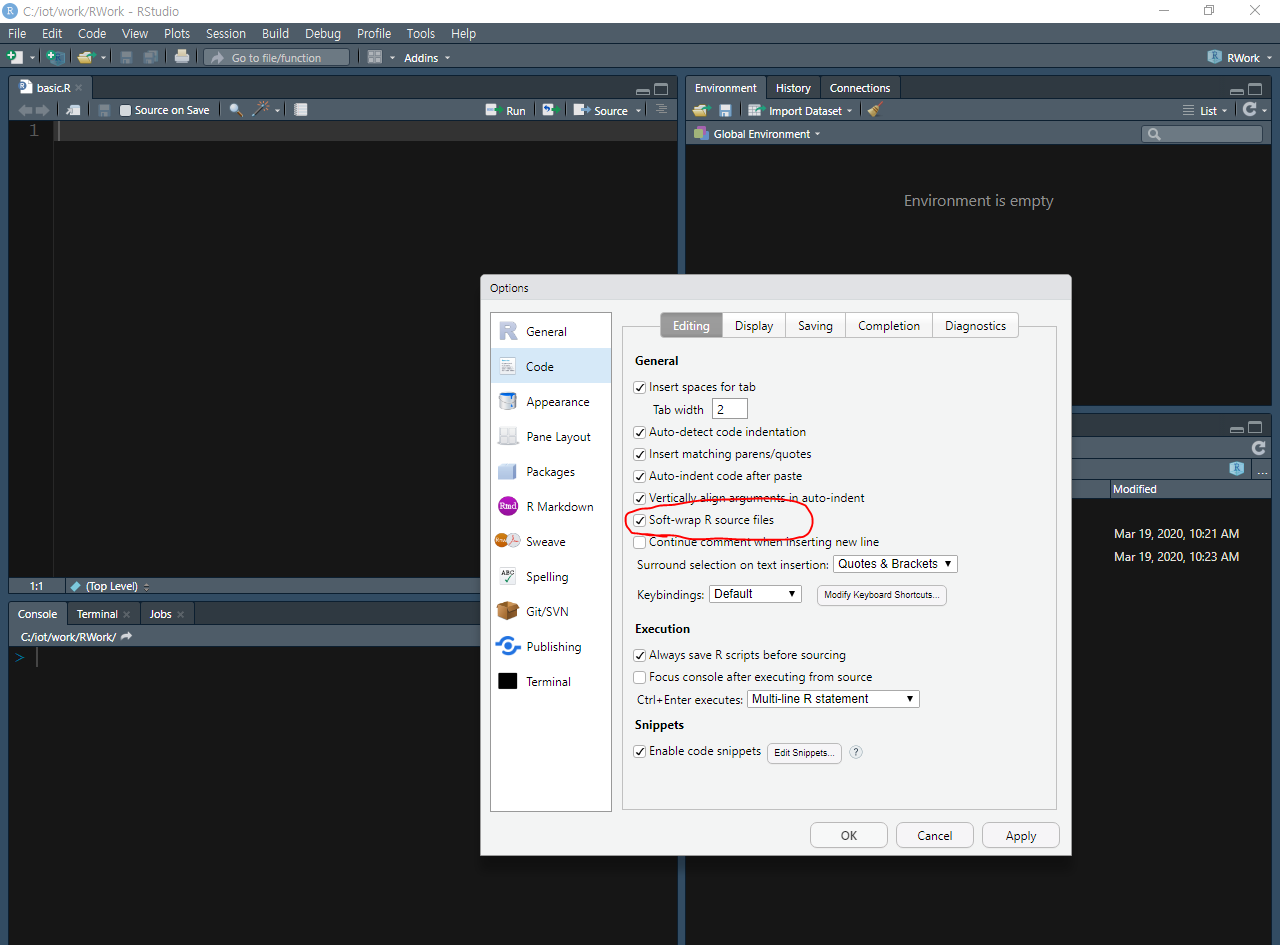 C:/iot/work/RWork - RStudio
File Edit Code View Plots Session Build Debug Profile Tools Help
Go to file/function Addins RWork
basic.R
Source on Save Run Source
1
Environment History Connections
Import Dataset List
Global Environment
Environment is empty
Options
General
Code
Appearance
Pane Layout
Packages
Rmd R Markdown
Sweave
ABC Spelling
Git/SVN
Publishing
Terminal
Editing Display Saving Completion Diagnostics
General
Insert spaces for tab
Tab width 2
Auto-detect code indentation
Insert matching parens/quotes
Auto-indent code after paste
Vertically align arguments in auto-indent
Soft-wrap R source files
Continue comment when inserting new line
Surround selection on text insertion: Quotes & Brackets
Keybindings: Default Modify Keyboard Shortcuts...
Execution
Always save R scripts before sourcing
Focus console after executing from source
Ctrl+Enter executes: Multi-line R statement
Snippets
Enable code snippets Edit Snippets... ?
OK Cancel Apply
...
Modified
Mar 19, 2020, 10:21 AM
Mar 19, 2020, 10:23 AM
1:1 (Top Level)
Console Terminal Jobs
C:/iot/work/RWork/
>